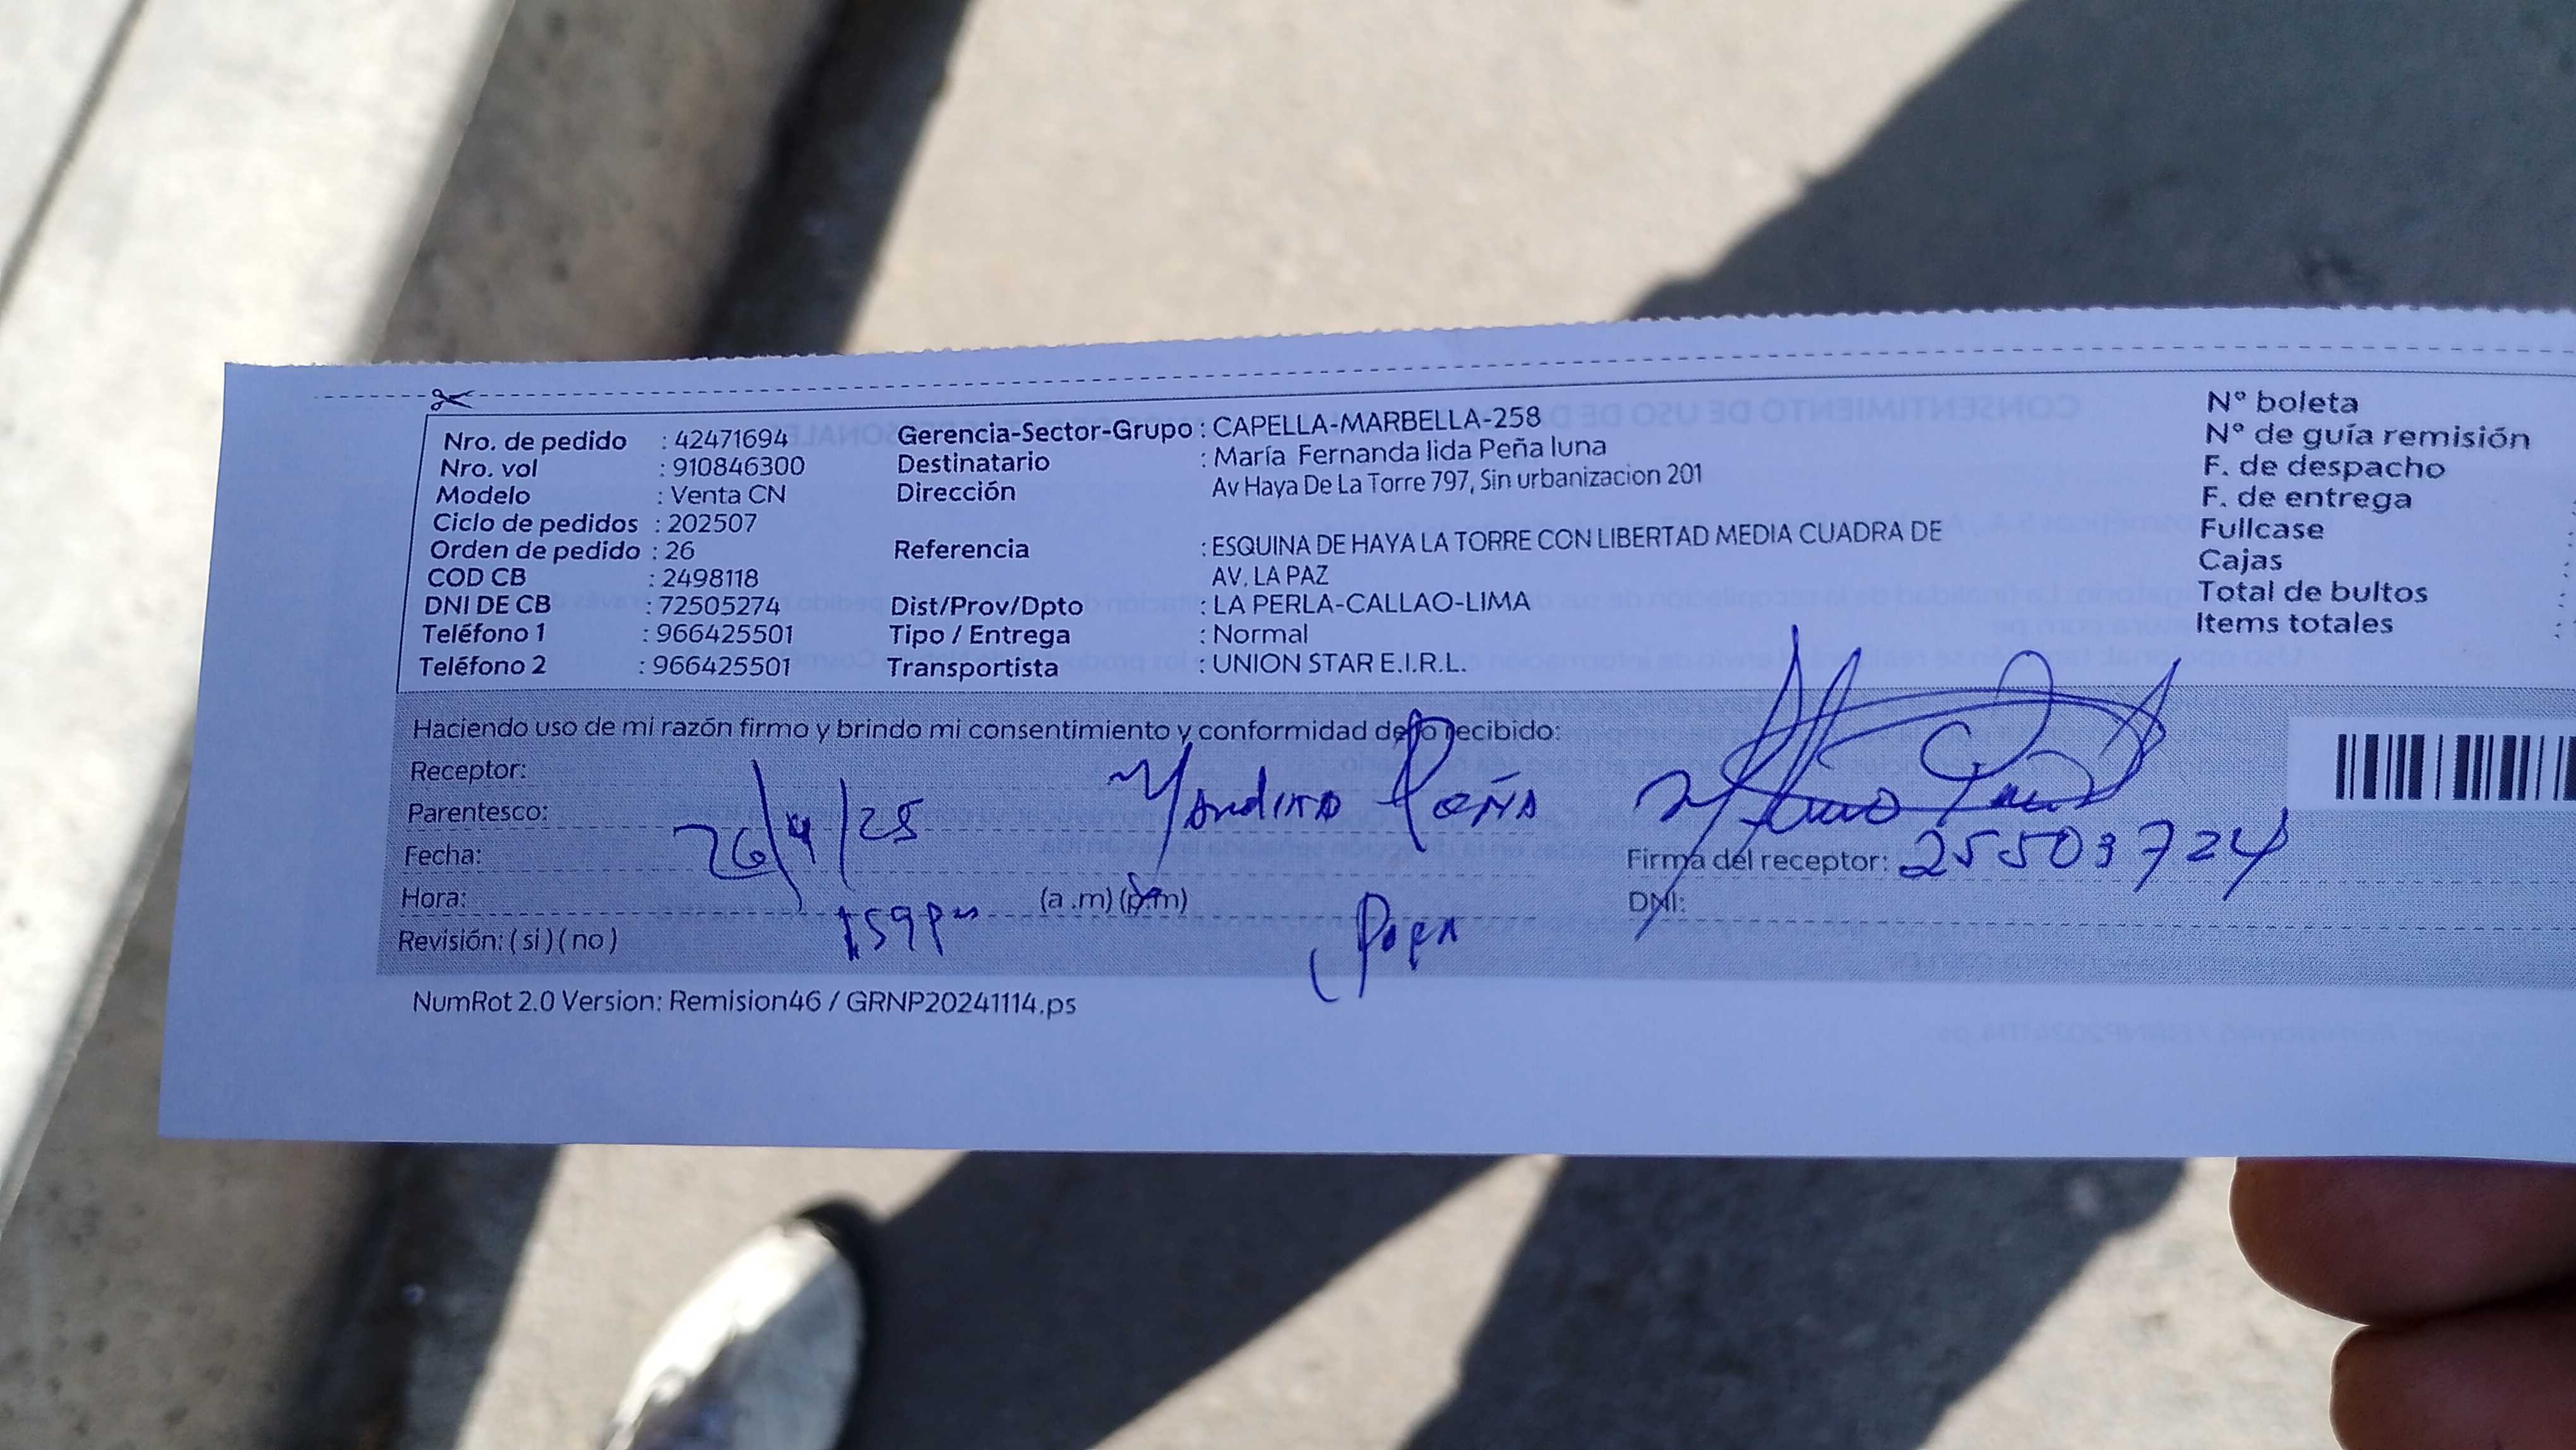 Nro. de pedido : 42471694
Nro. vol : 910846300
Modelo : Venta CN
Ciclo de pedidos : 202507
Orden de pedido : 26
COD CB : 2498118
DNI DE CB : 72505274
Teléfono 1 : 966425501
Teléfono 2 : 966425501
Gerencia-Sector-Grupo : CAPELLA-MARBELLA-258
Destinatario : María Fernanda lida Peña luna
Dirección Av Haya De La Torre 797, Sin urbanizacion 201
Referencia : ESQUINA DE HAYA LA TORRE CON LIBERTAD MEDIA CUADRA DE
AV. LA PAZ
Dist/Prov/Dpto : LA PERLA-CALLAO-LIMA
Tipo / Entrega : Normal
Transportista : UNION STAR E.I.R.L.
N° boleta
N° de guía remisión
F. de despacho
F. de entrega
Fullcase
Cajas
Total de bultos
Items totales
Haciendo uso de mi razón firmo y brindo mi consentimiento y conformidad de lo recibido:
Receptor:
Parentesco: Peña
Fecha: 26/4/25
Hora: 159 pm (a .m) (p.m)
Revisión: ( si ) ( no )
Papa
Firma del receptor: 25503724
DNI:
NumRot 2.0 Version: Remision46 / GRNP20241114.ps